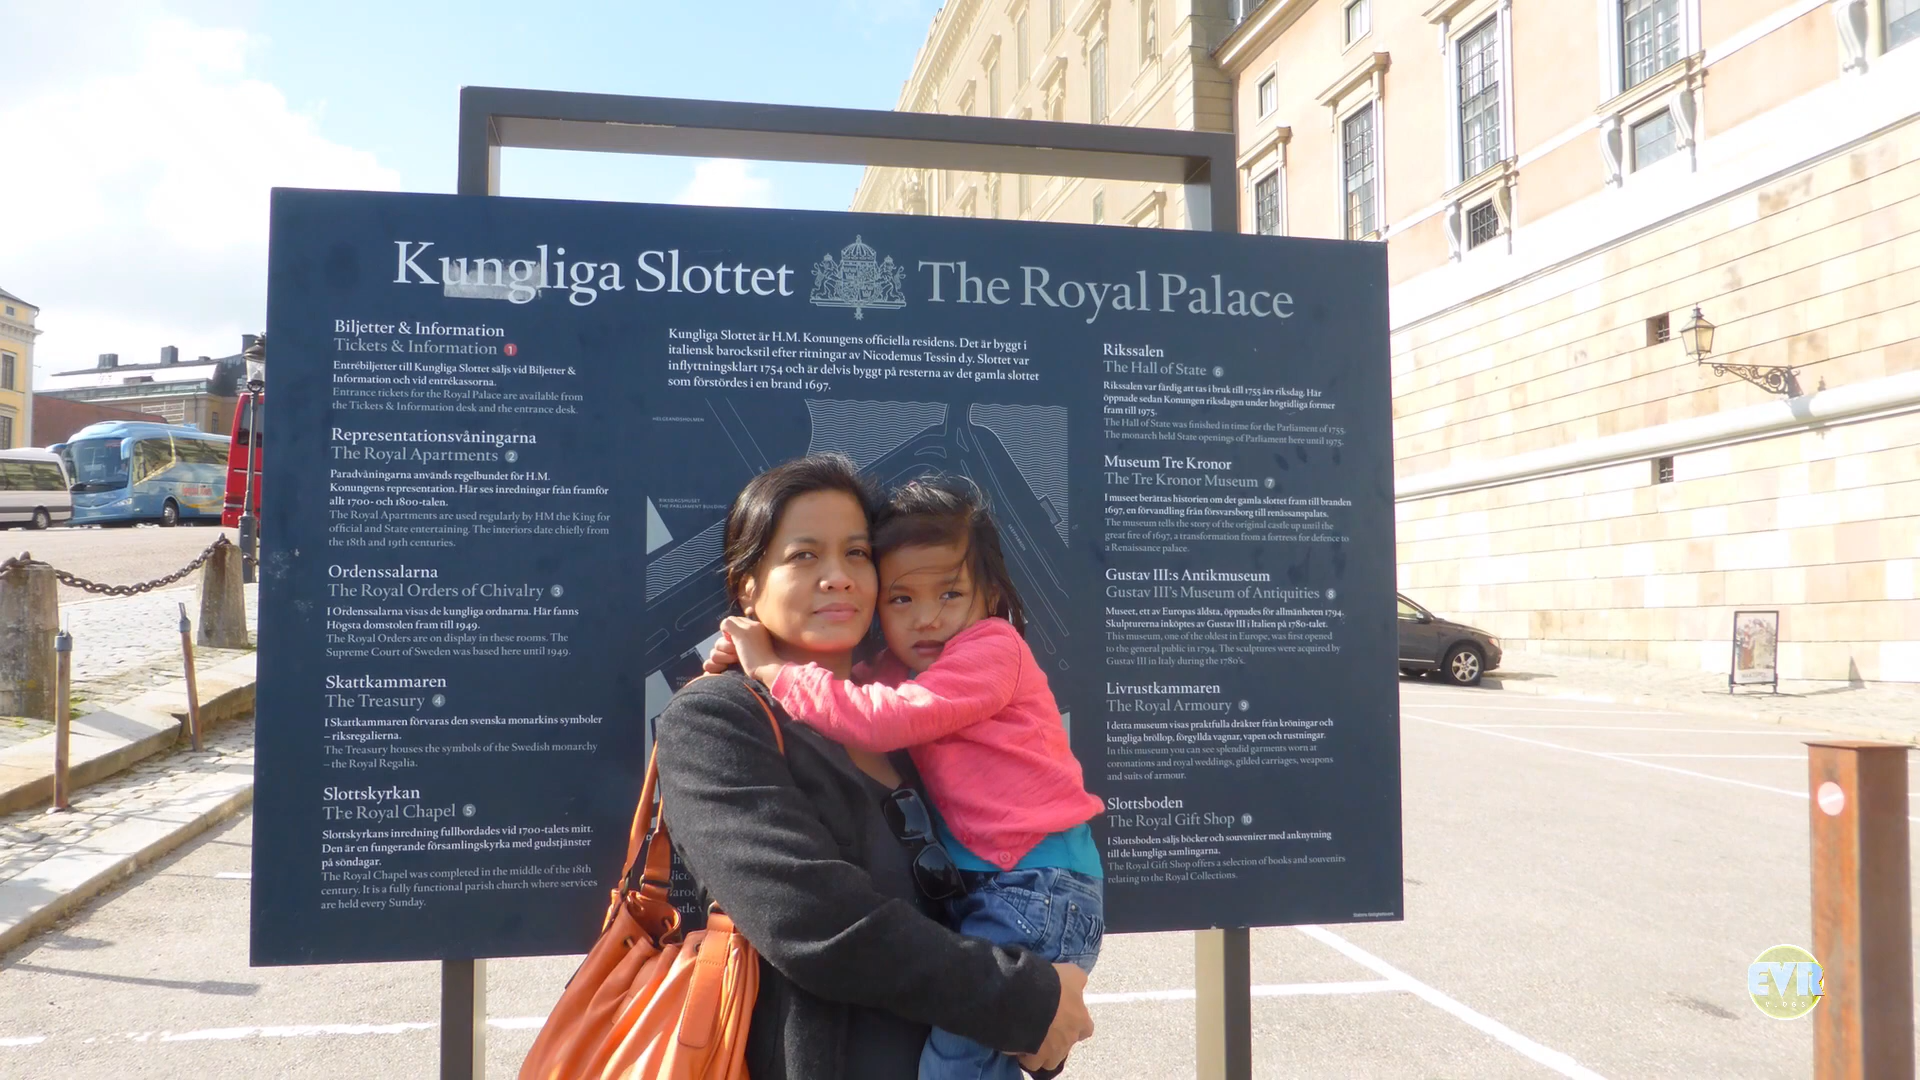 Kungliga Slottet The Royal Palace
Biljetter & Information
Tickets & Information 1
Entrébiljetter till Kungliga Slottet säljs vid Biljetter &
Information och vid entrékassorna.
Entrance tickets for the Royal Palace are available from
the Tickets & Information desk and the entrance desk.
Representationsvåningarna
The Royal Apartments 2
Paradvåningarna används regelbundet för H.M.
Konungens representation. Här ses inredningar från framför
allt 1700- och 1800-talen.
The Royal Apartments are used regularly by HM the King for
official and State entertaining. The interiors date chiefly from
the 18th and 19th centuries.
Ordenssalarna
The Royal Orders of Chivalry 3
I Ordenssalarna visas de kungliga ordnarna. Här fanns
Högsta domstolen fram till 1949.
The Royal Orders are on display in these rooms. The
Supreme Court of Sweden was based here until 1949.
Skattkammaren
The Treasury 4
I Skattkammaren förvaras den svenska monarkins symboler
– riksregalierna.
The Treasury houses the symbols of the Swedish monarchy
– the Royal Regalia.
Slottskyrkan
The Royal Chapel 5
Slottskyrkans inredning fullbordades vid 1700-talets mitt.
Den är en fungerande församlingskyrka med gudstjänster
på söndagar.
The Royal Chapel was completed in the middle of the 18th
century. It is a fully functional parish church where services
are held every Sunday.
Kungliga Slottet är H.M. Konungens officiella residens. Det är byggt i
italiensk barockstil efter ritningar av Nicodemus Tessin d.y. Slottet var
inflyttningsklart 1754 och är delvis byggt på resterna av det gamla slottet
som förstördes i en brand 1697.
HELGEANDSHOLMEN
RIKSDAGSHUSET
THE PARLIAMENT BUILDING
Rikssalen
The Hall of State 6
Rikssalen var färdig att tas i bruk till 1755 års riksdag. Här
öppnade sedan Konungen riksdagen under högtidliga former
fram till 1975.
The Hall of State was finished in time for the Parliament of 1755.
The monarch held State openings of Parliament here until 1975.
Museum Tre Kronor
The Tre Kronor Museum 7
I museet berättas historien om det gamla slottet fram till branden
1697, en förvandling från försvarsborg till renässanspalats.
The museum tells the story of the original castle up until the
great fire of 1697, a transformation from a fortress for defence to
a Renaissance palace.
Gustav III:s Antikmuseum
Gustav III's Museum of Antiquities 8
Museet, ett av Europas äldsta, öppnades för allmänheten 1794.
Skulpturerna inköptes av Gustav III i Italien på 1780-talet.
This museum, one of the oldest in Europe, was first opened
to the general public in 1794. The sculptures were acquired by
Gustav III in Italy during the 1780's.
Livrustkammaren
The Royal Armoury 9
I detta museum visas praktfulla dräkter från kröningar och
kungliga bröllop, förgyllda vagnar, vapen och rustningar.
In this museum you can see splendid garments worn at
coronations and royal weddings, gilded carriages, weapons
and suits of armour.
Slottsboden
The Royal Gift Shop 10
I Slottsboden säljs böcker och souvenirer med anknytning
till de kungliga samlingarna.
The Royal Gift Shop offers a selection of books and souvenirs
relating to the Royal Collections.
EVR